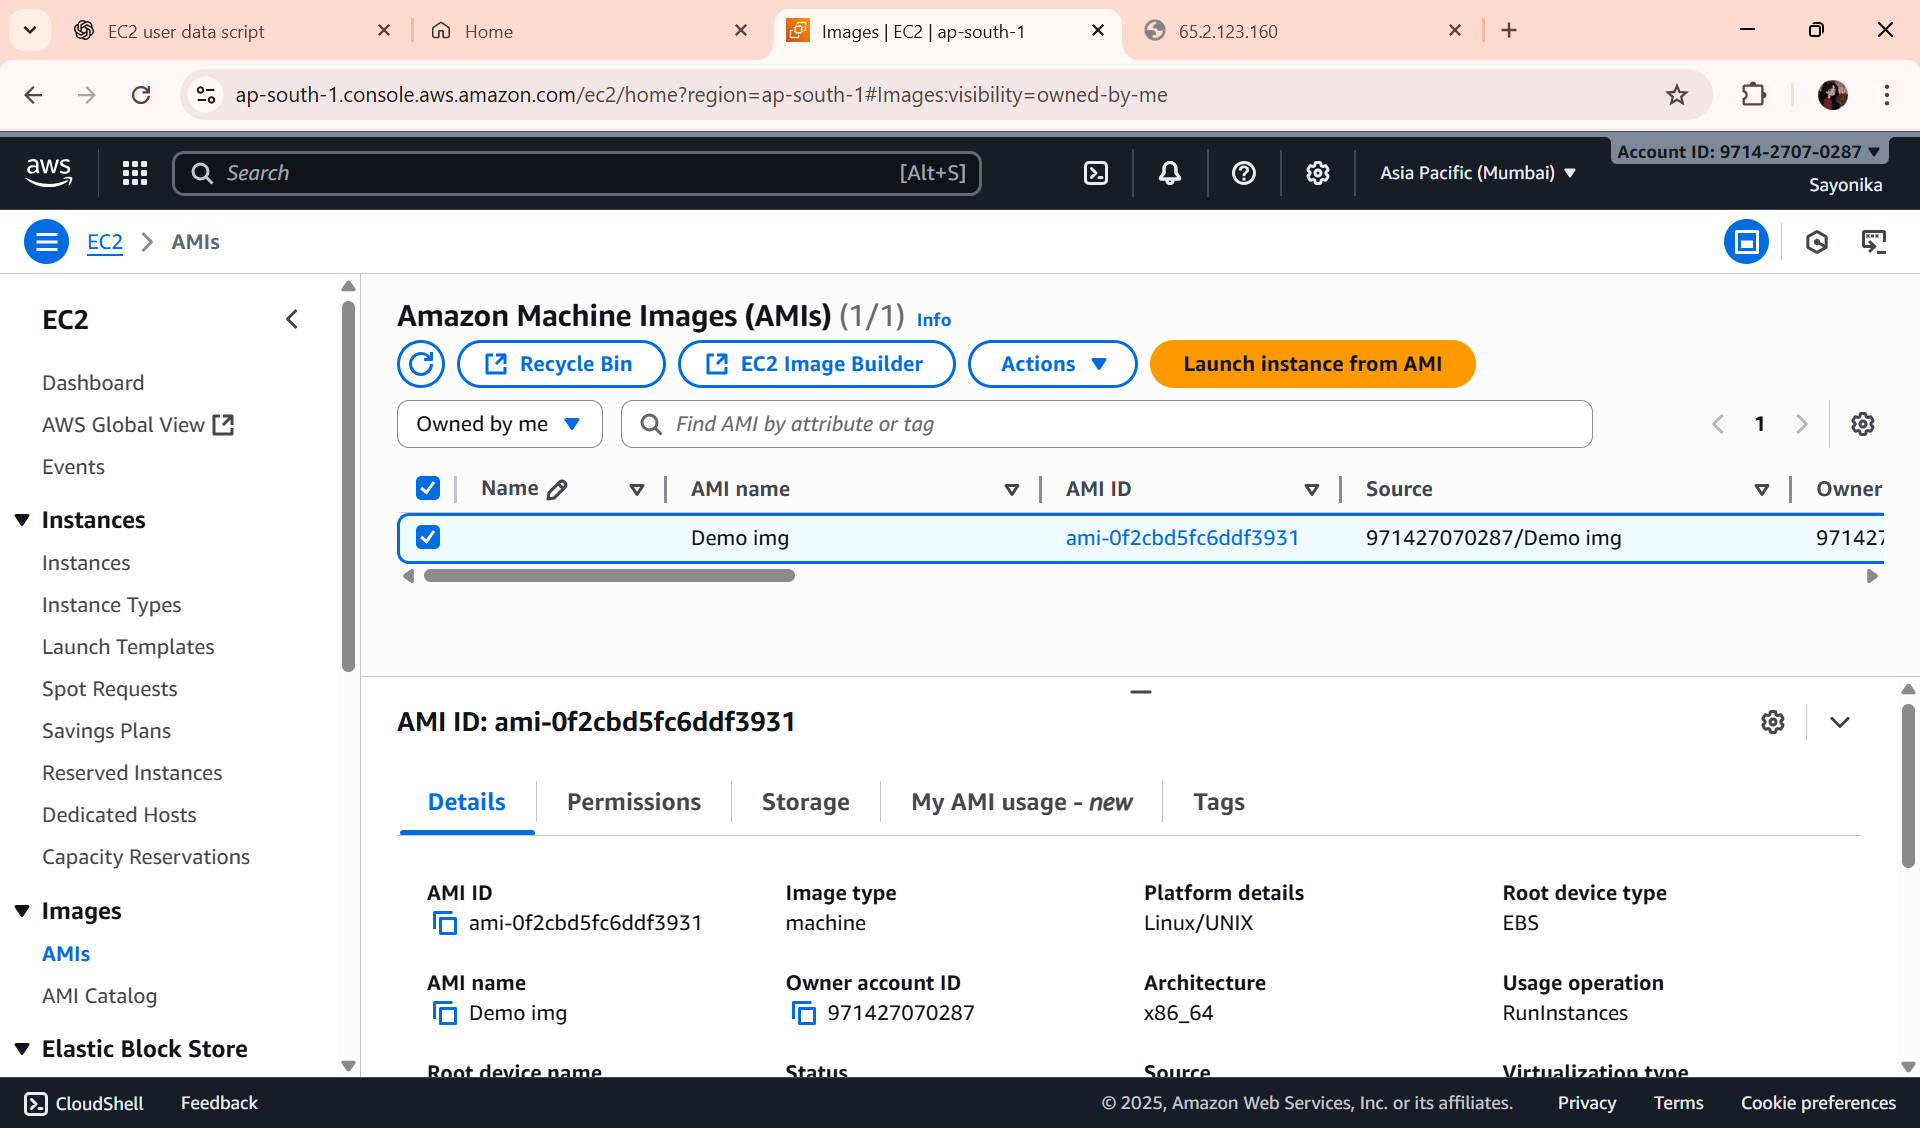 EC2 user data script
Home
Images | EC2 | ap-south-1
65.2.123.160
ap-south-1.console.aws.amazon.com/ec2/home?region=ap-south-1#Images:visibility=owned-by-me
aws
Search
[Alt+S]
Asia Pacific (Mumbai)
Account ID: 9714-2707-0287
Sayonika
EC2
AMIs
EC2
Dashboard
AWS Global View
Events
Instances
Instances
Instance Types
Launch Templates
Spot Requests
Savings Plans
Reserved Instances
Dedicated Hosts
Capacity Reservations
Images
AMIs
AMI Catalog
Elastic Block Store
Amazon Machine Images (AMIs) (1/1) Info
Recycle Bin
EC2 Image Builder
Actions
Launch instance from AMI
Owned by me
Find AMI by attribute or tag
1
Name
AMI name
AMI ID
Source
Owner
Demo img
ami-0f2cbd5fc6ddf3931
971427070287/Demo img
971427
AMI ID: ami-0f2cbd5fc6ddf3931
Details
Permissions
Storage
My AMI usage - new
Tags
AMI ID
ami-0f2cbd5fc6ddf3931
Image type
machine
Platform details
Linux/UNIX
Root device type
EBS
AMI name
Demo img
Owner account ID
971427070287
Architecture
x86_64
Usage operation
RunInstances
Root device name
Status
Source
Virtualization type
CloudShell
Feedback
© 2025, Amazon Web Services, Inc. or its affiliates.
Privacy
Terms
Cookie preferences